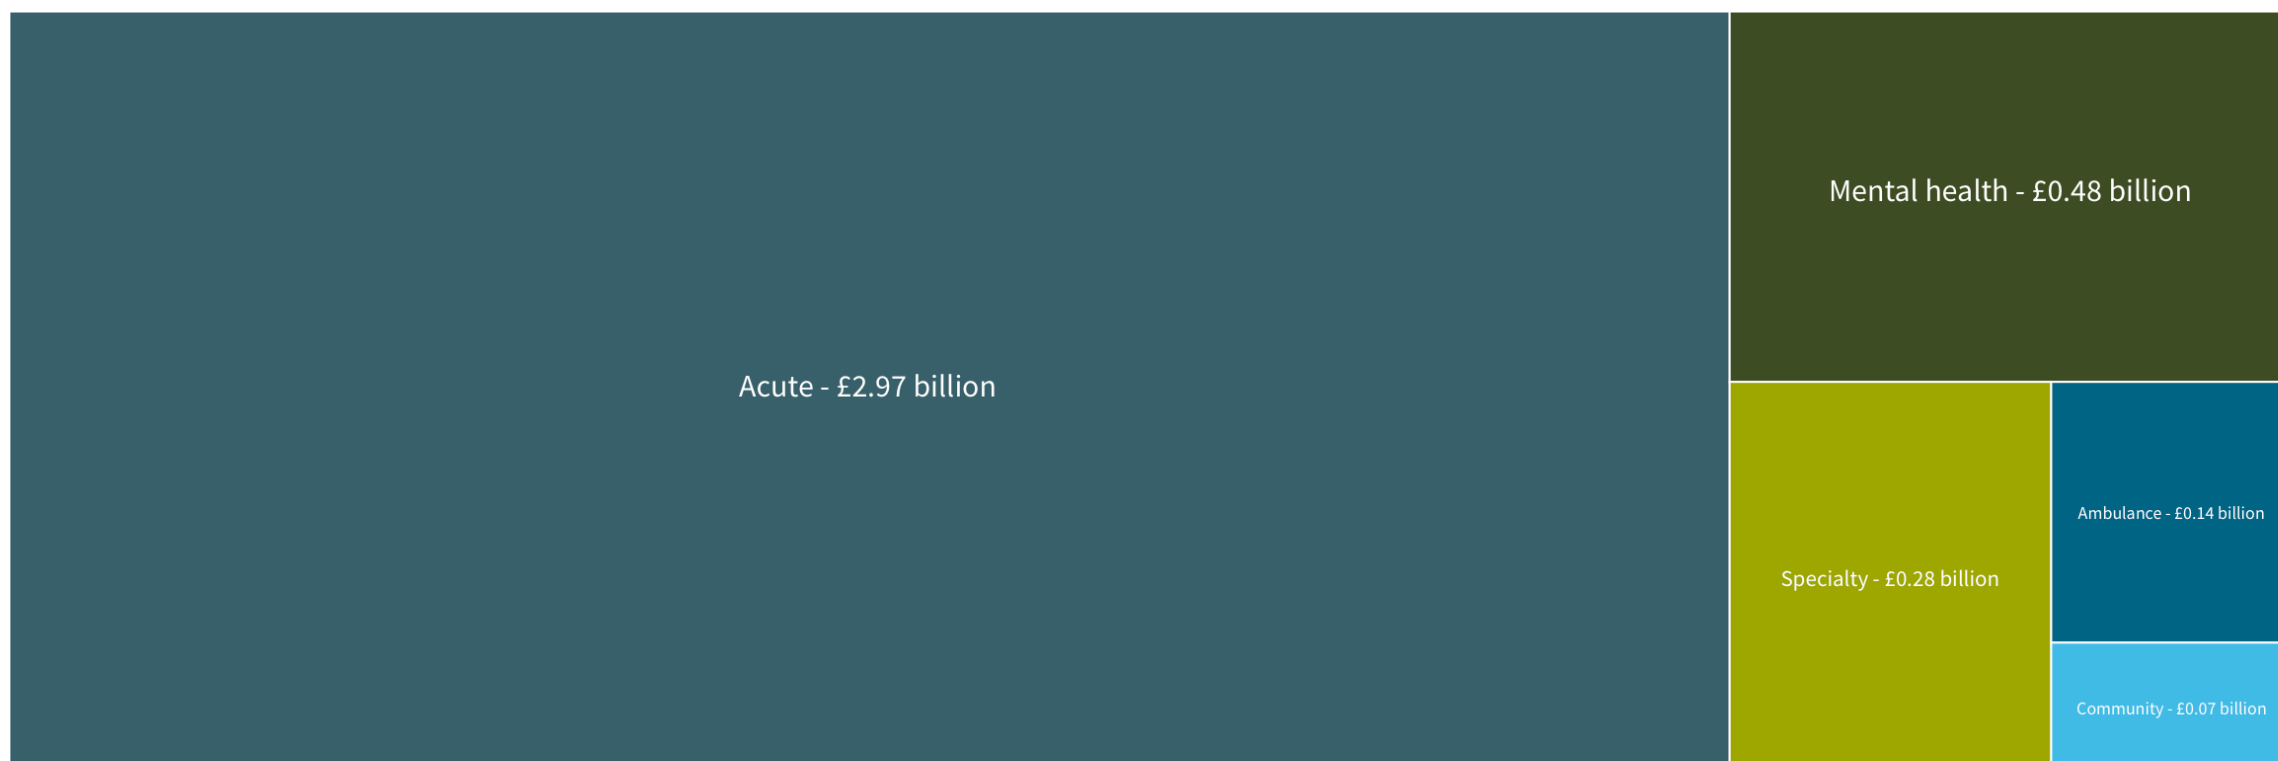 Acute - £2.97 billion
Mental health - £0.48 billion
Specialty - £0.28 billion
Ambulance - £0.14 billion
Community - £0.07 billion